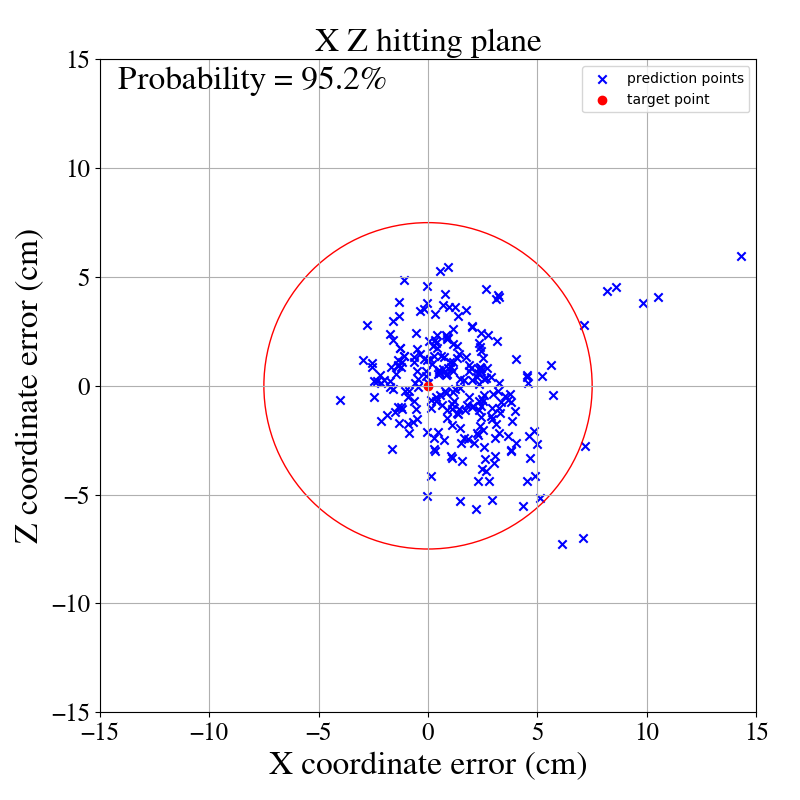 X Z hitting plane
Probability = 95.2%
prediction points
target point
Z coordinate error (cm)
15
10
5
0
−5
−10
−15
−15 −10 −5 0 5 10 15
X coordinate error (cm)